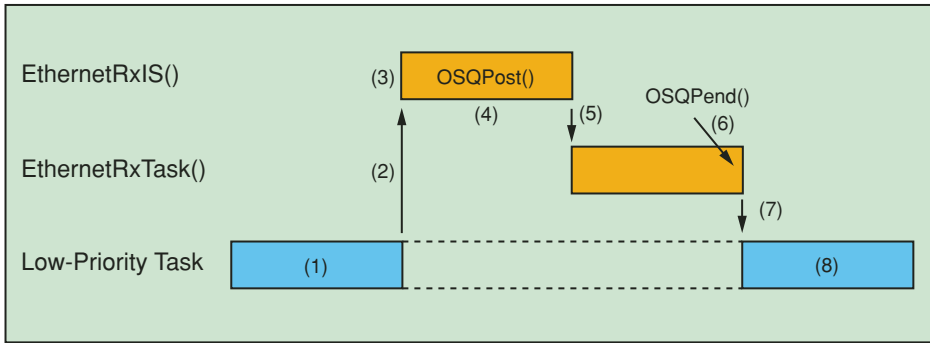 EthernetRxIS()
(3)
OSQPost()
(4)
(5)
OSQPend()
(6)
EthernetRxTask()
(2)
(7)
Low-Priority Task
(1)
(8)